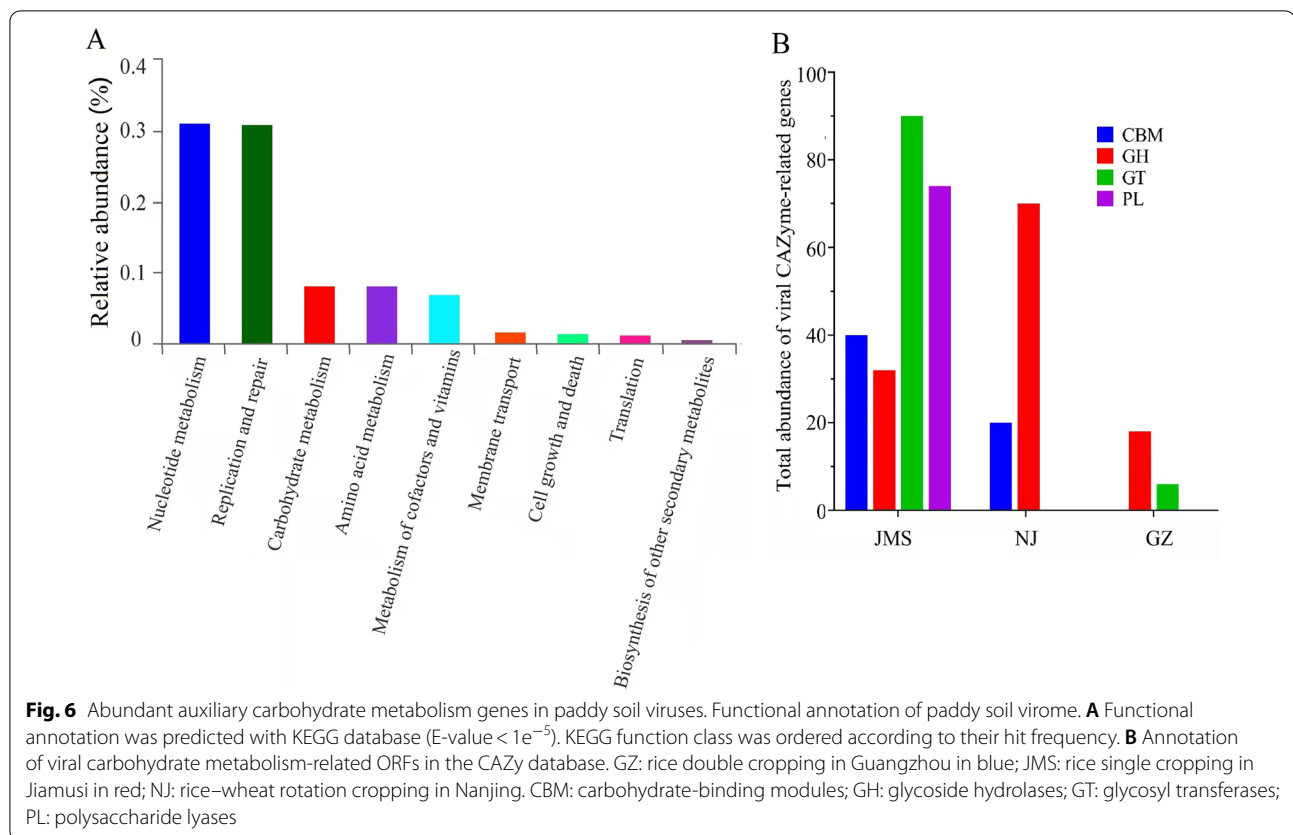 A
Relative abundance (%)
0.4
0.3
0.2
0.1
0
Nucleotide metabolism
Replication and repair
Carbohydrate metabolism
Amino acid metabolism
Metabolism of cofactors and vitamins
Membrane transport
Cell growth and death
Translation
Biosynthesis of other secondary metabolites
B
Total abundance of viral CAZyme-related genes
100
80
60
40
20
0
CBM
GH
GT
PL
JMS NJ GZ
Fig. 6 Abundant auxiliary carbohydrate metabolism genes in paddy soil viruses. Functional annotation of paddy soil virome. A Functional
annotation was predicted with KEGG database (E-value < 1e⁻⁵). KEGG function class was ordered according to their hit frequency. B Annotation
of viral carbohydrate metabolism-related ORFs in the CAZy database. GZ: rice double cropping in Guangzhou in blue; JMS: rice single cropping in
Jiamusi in red; NJ: rice–wheat rotation cropping in Nanjing. CBM: carbohydrate-binding modules; GH: glycoside hydrolases; GT: glycosyl transferases;
PL: polysaccharide lyases